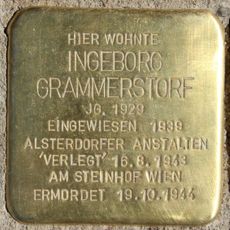 HIER WOHNTE
INGEBORG
GRAMMERSTORF
JG. 1929
EINGEWIESEN 1939
ALSTERDORFER ANSTALTEN
'VERLEGT' 16.8.1943
AM STEINHOF WIEN
ERMORDET 19.10.1944